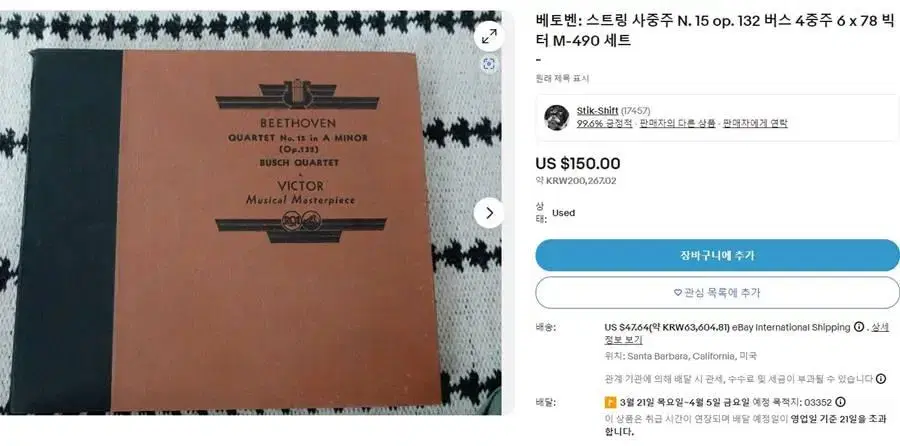 BEETHOVEN
QUARTET No. 15 in A MINOR
(Op.132)
BUSCH QUARTET
VICTOR
Musical Masterpiece
RCA
베토벤: 스트링 사중주 N. 15 op. 132 버스 4중주 6 x 78 빅
터 M-490 세트
-
원래 제목 표시
Stik-Shift (17457)
99.6% 긍정적 · 판매자의 다른 상품 · 판매자에게 연락
US $150.00
약 KRW200,267.02
상
태: Used
장바구니에 추가
관심 목록에 추가
배송: US $47.64(약 KRW63,604.81) eBay International Shipping . 상세
정보 보기
위치: Santa Barbara, California, 미국
관계 기관에 의해 배달 시 관세, 수수료 및 세금이 부과될 수 있습니다
배달: 3월 21일 목요일~4월 5일 금요일 예정 목적지: 03352
이 상품은 취급 시간이 연장되며 배달 예정일이 영업일 기준 21일을 초과
합니다.